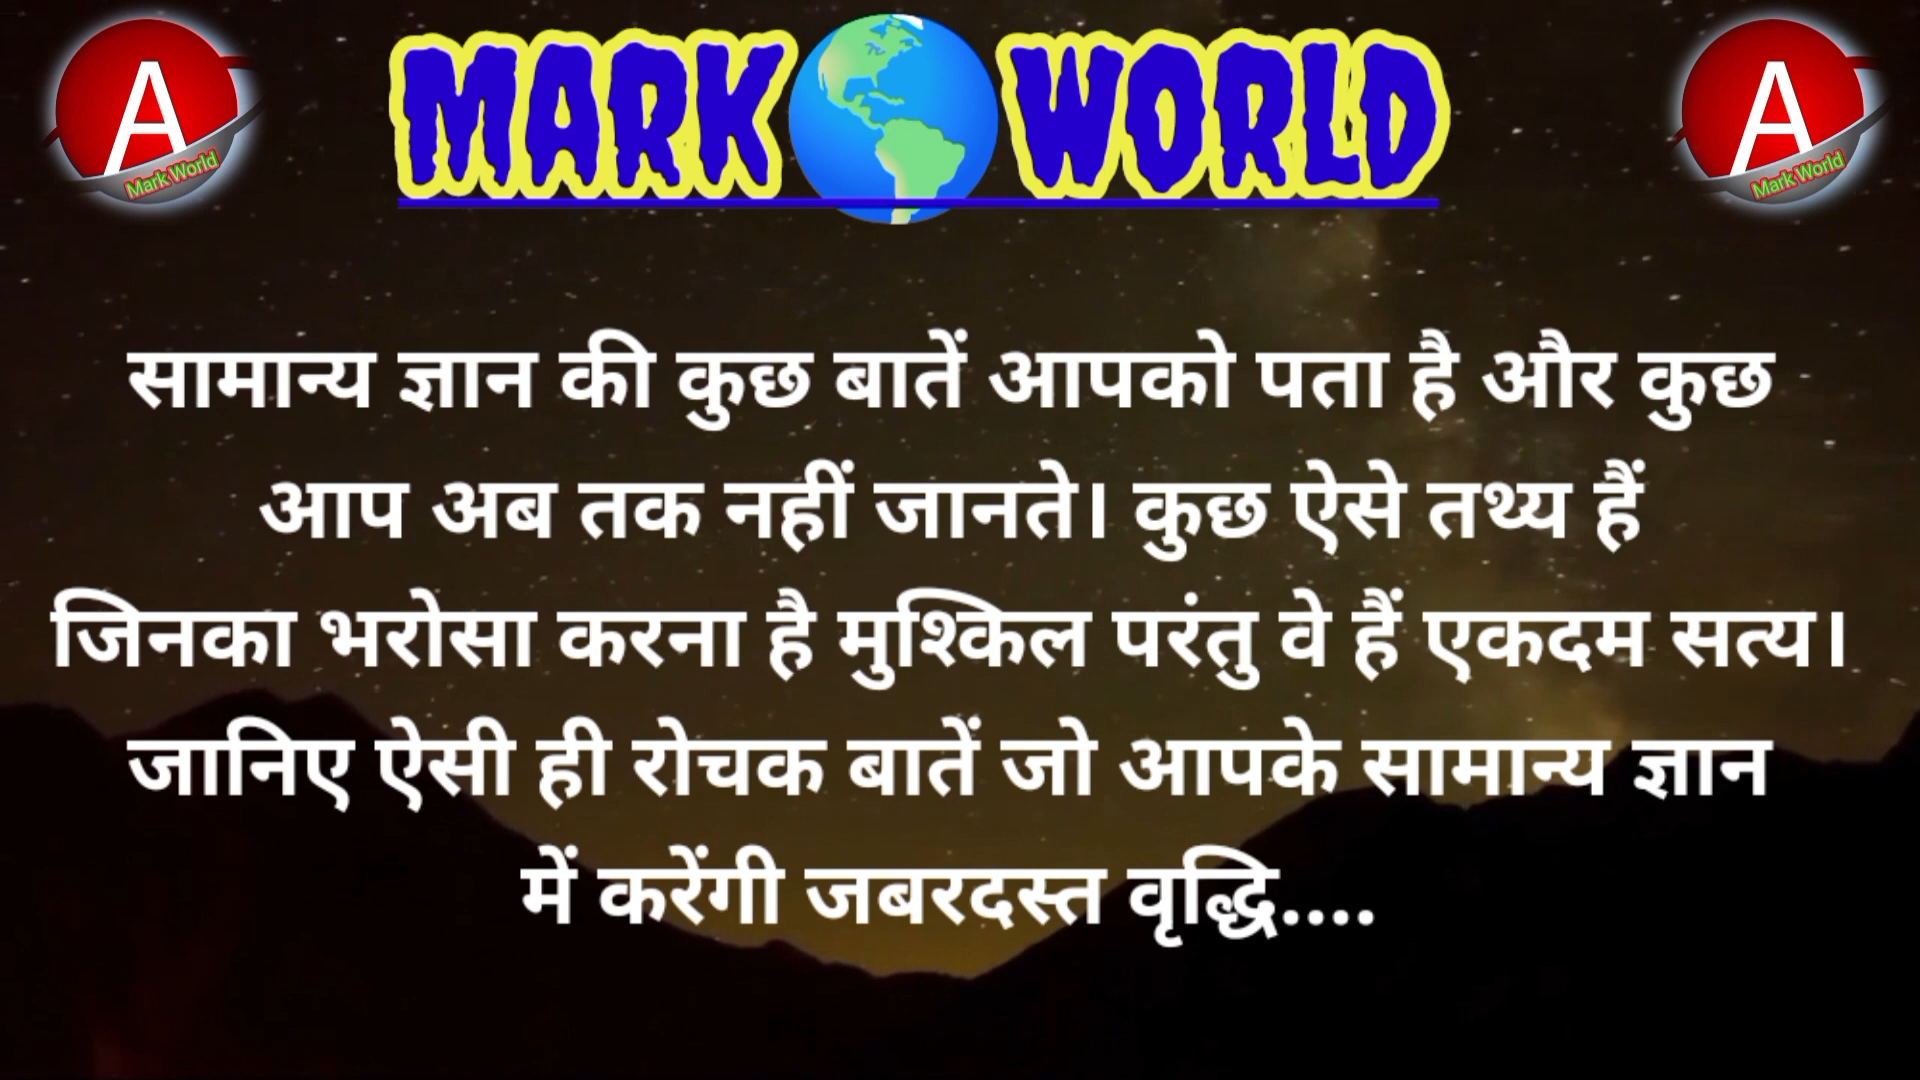 A
Mark World
MARK WORLD
A
Mark World
सामान्य ज्ञान की कुछ बातें आपको पता है और कुछ
आप अब तक नहीं जानते। कुछ ऐसे तथ्य हैं
जिनका भरोसा करना है मुश्किल परंतु वे हैं एकदम सत्य।
जानिए ऐसी ही रोचक बातें जो आपके सामान्य ज्ञान
में करेंगी जबरदस्त वृद्धि....